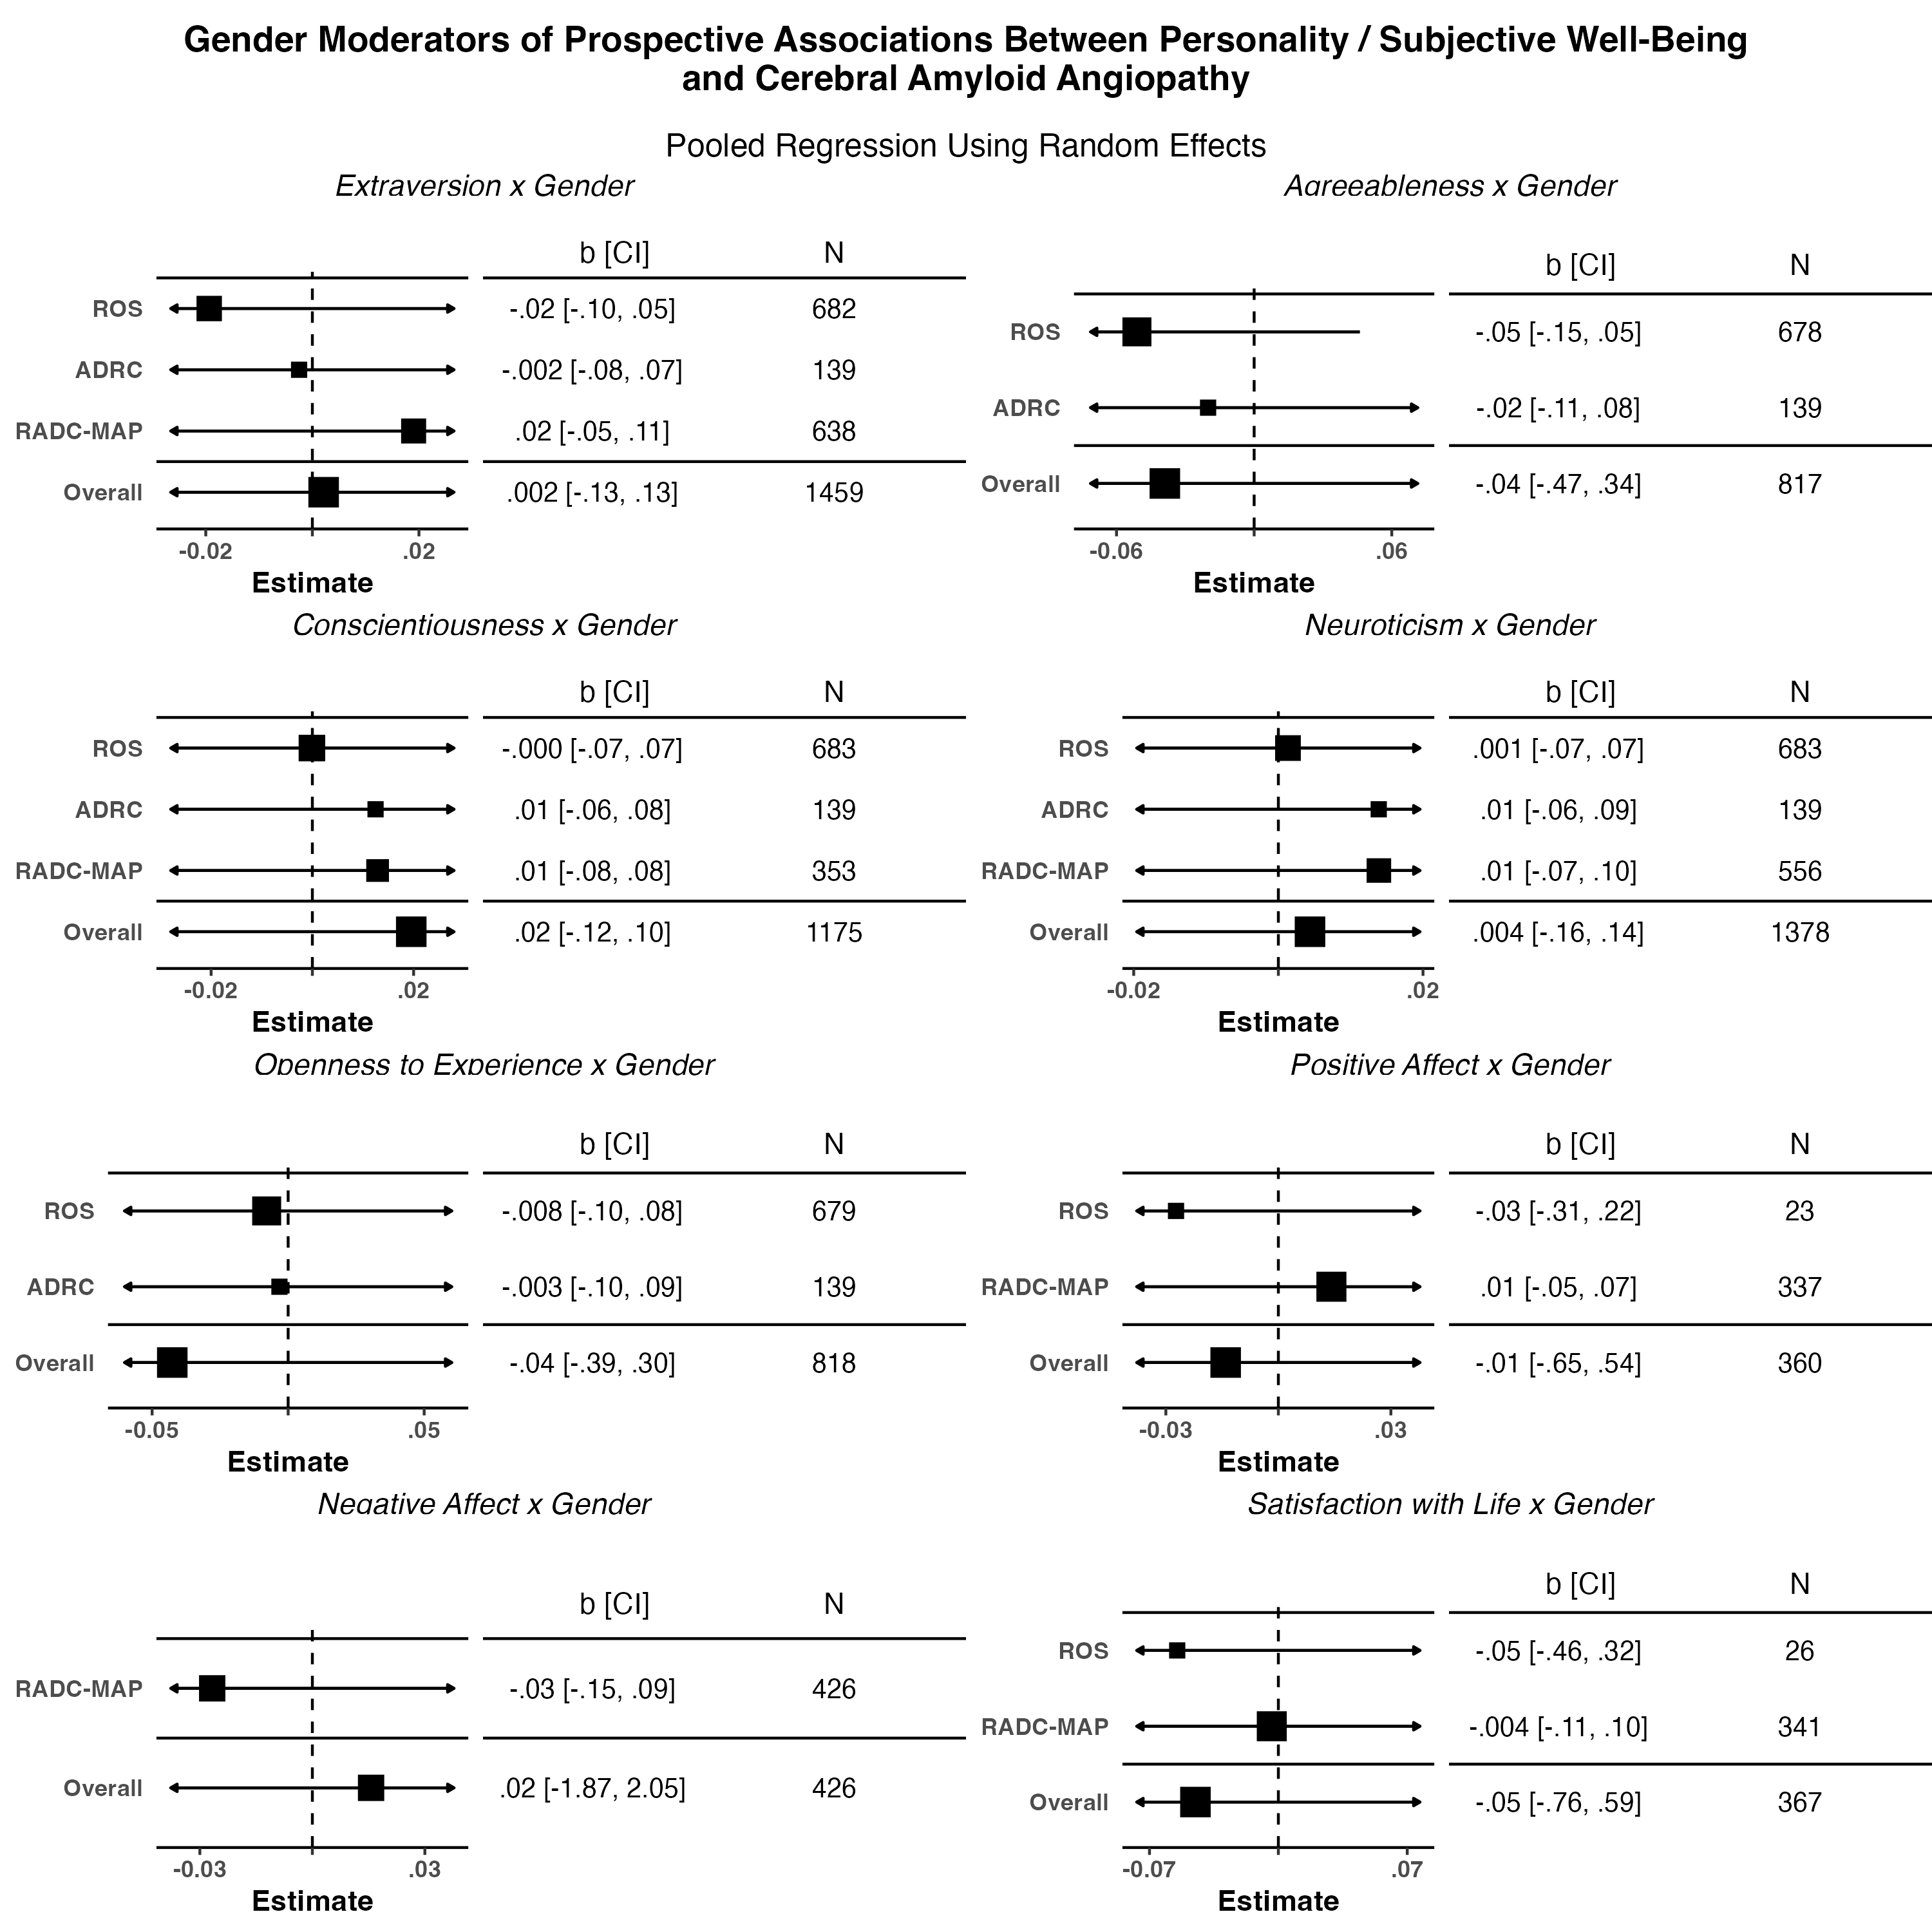 Gender Moderators of Prospective Associations Between Personality / Subjective Well-Being
and Cerebral Amyloid Angiopathy
Pooled Regression Using Random Effects
Extraversion x Gender
b [CI] N
ROS -.02 [-.10, .05] 682
ADRC -.002 [-.08, .07] 139
RADC-MAP .02 [-.05, .11] 638
Overall .002 [-.13, .13] 1459
-0.02 .02
Estimate
Agreeableness x Gender
b [CI] N
ROS -.05 [-.15, .05] 678
ADRC -.02 [-.11, .08] 139
Overall -.04 [-.47, .34] 817
-0.06 .06
Estimate
Conscientiousness x Gender
b [CI] N
ROS -.000 [-.07, .07] 683
ADRC .01 [-.06, .08] 139
RADC-MAP .01 [-.08, .08] 353
Overall .02 [-.12, .10] 1175
-0.02 .02
Estimate
Neuroticism x Gender
b [CI] N
ROS .001 [-.07, .07] 683
ADRC .01 [-.06, .09] 139
RADC-MAP .01 [-.07, .10] 556
Overall .004 [-.16, .14] 1378
-0.02 .02
Estimate
Openness to Experience x Gender
b [CI] N
ROS -.008 [-.10, .08] 679
ADRC -.003 [-.10, .09] 139
Overall -.04 [-.39, .30] 818
-0.05 .05
Estimate
Positive Affect x Gender
b [CI] N
ROS -.03 [-.31, .22] 23
RADC-MAP .01 [-.05, .07] 337
Overall -.01 [-.65, .54] 360
-0.03 .03
Estimate
Negative Affect x Gender
b [CI] N
RADC-MAP -.03 [-.15, .09] 426
Overall .02 [-1.87, 2.05] 426
-0.03 .03
Estimate
Satisfaction with Life x Gender
b [CI] N
ROS -.05 [-.46, .32] 26
RADC-MAP -.004 [-.11, .10] 341
Overall -.05 [-.76, .59] 367
-0.07 .07
Estimate